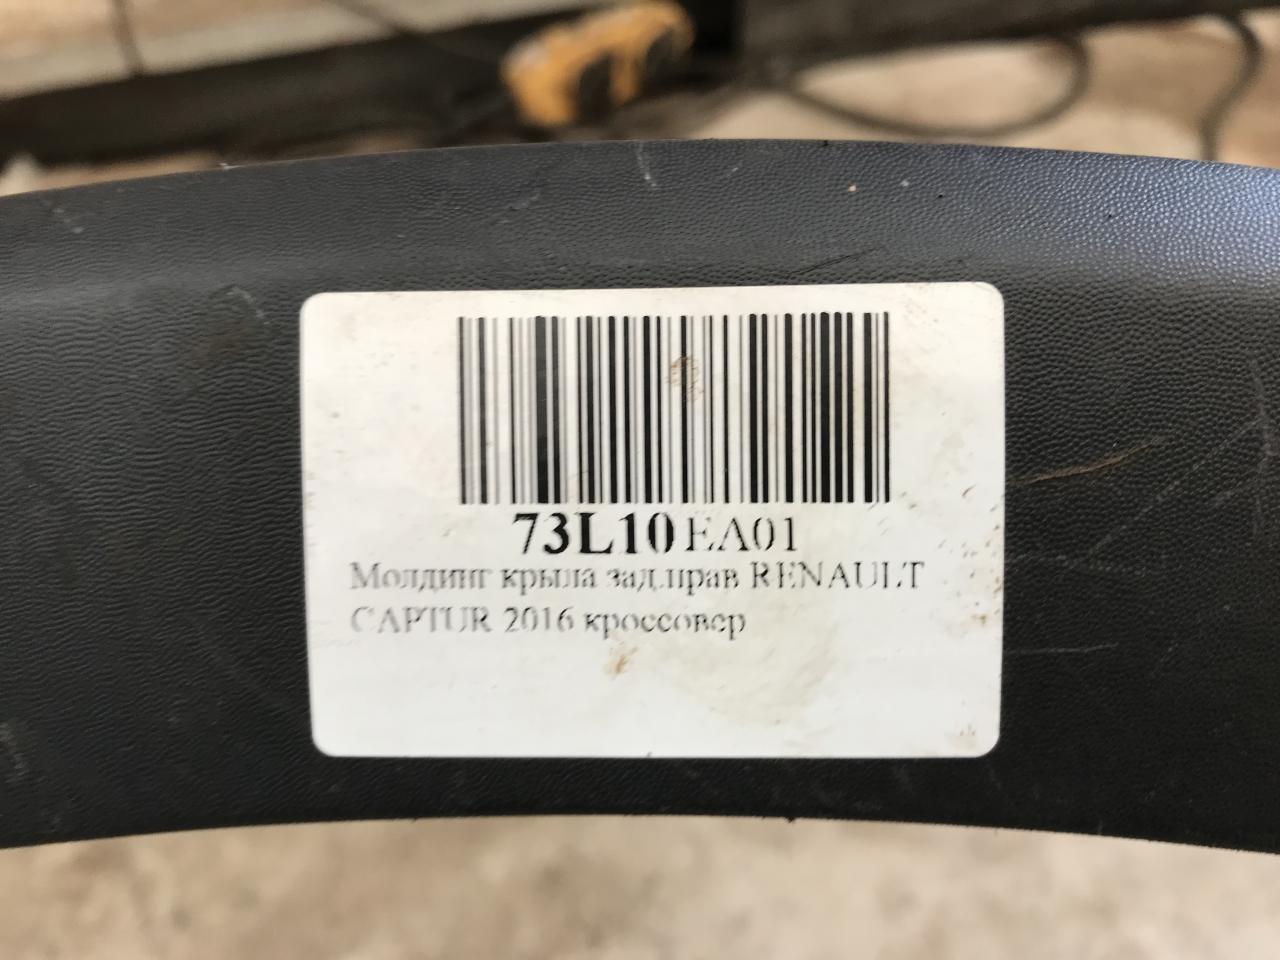 73L10EA01
Молдинг крыла зад.прав RENAULT
CAPTUR 2016 кроссовер